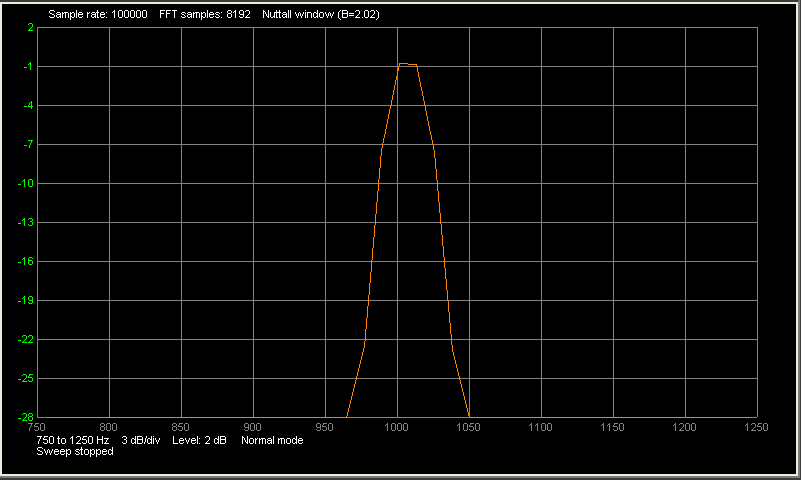 Sample rate: 100000 FFT samples: 8192 Nuttall window (B=2.02)
2
-1
-4
-7
-10
-13
-16
-19
-22
-25
-28
750 800 850 900 950 1000 1050 1100 1150 1200 1250
750 to 1250 Hz 3 dB/div Level: 2 dB Normal mode
Sweep stopped